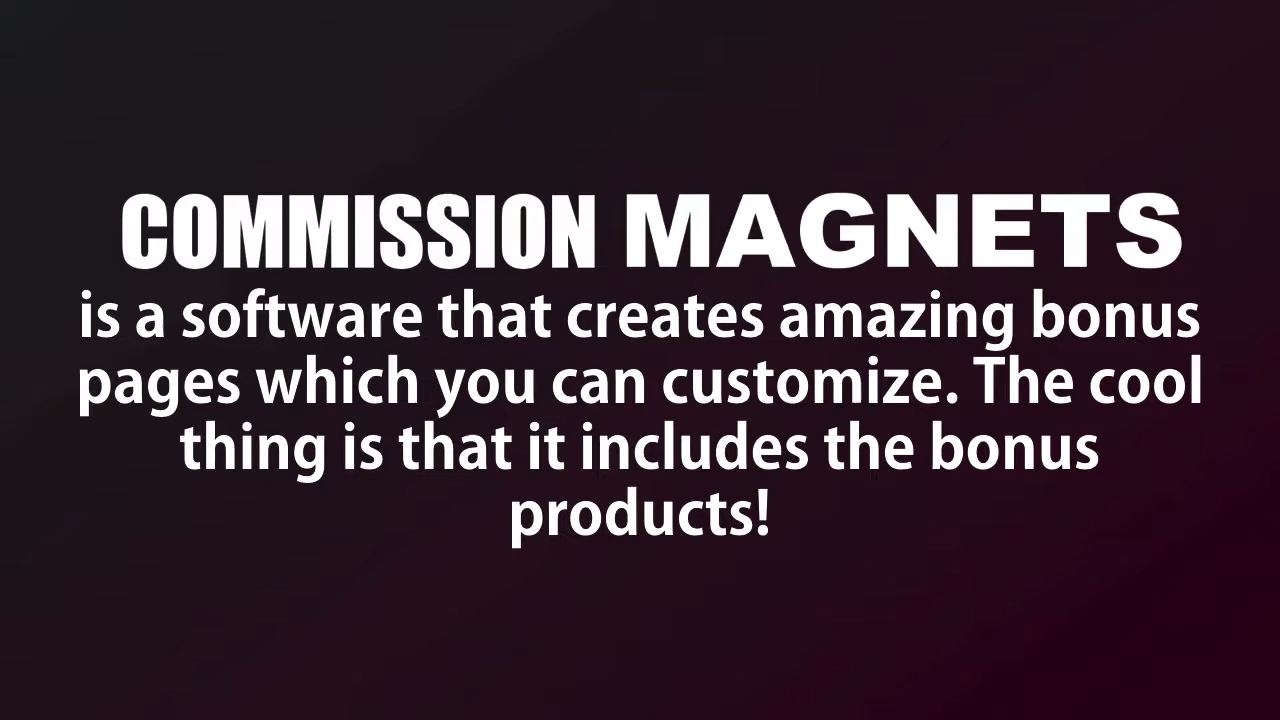 COMMISSION MAGNETS
is a software that creates amazing bonus
pages which you can customize. The cool
thing is that it includes the bonus
products!